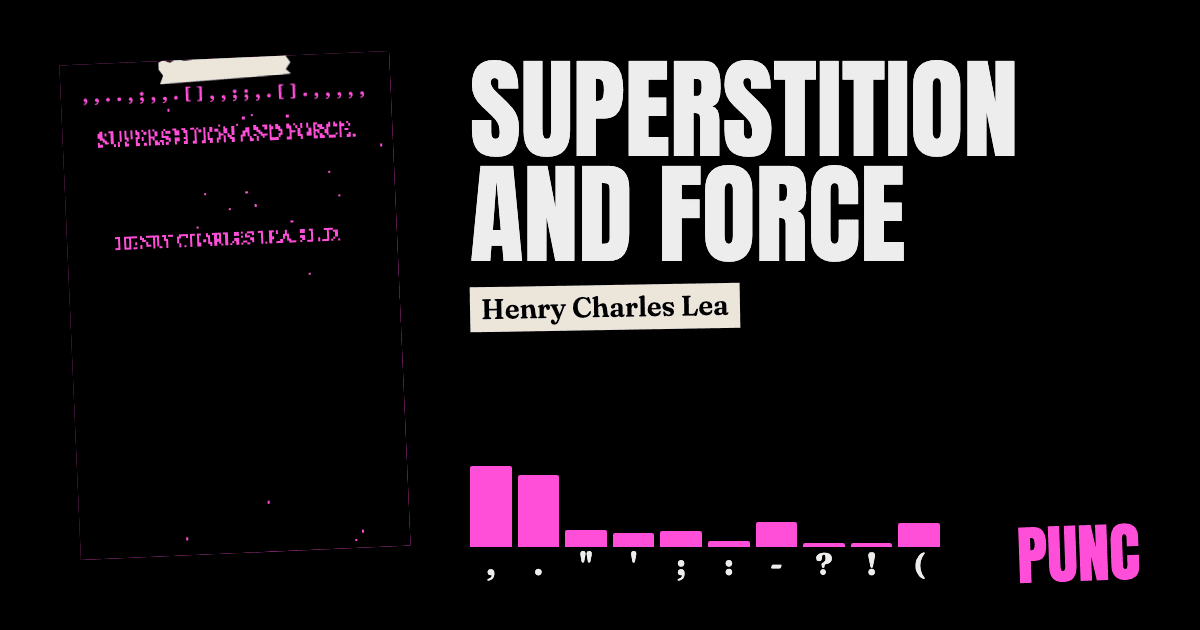 ,,..,;,,.[],,;;,.[].,,,,,
SUPERSTITION AND FORCE.
HENRY CHARLES LEA, LL.D.
SUPERSTITION
AND FORCE
Henry Charles Lea
, . " ' ; : - ? ! (
PUNC